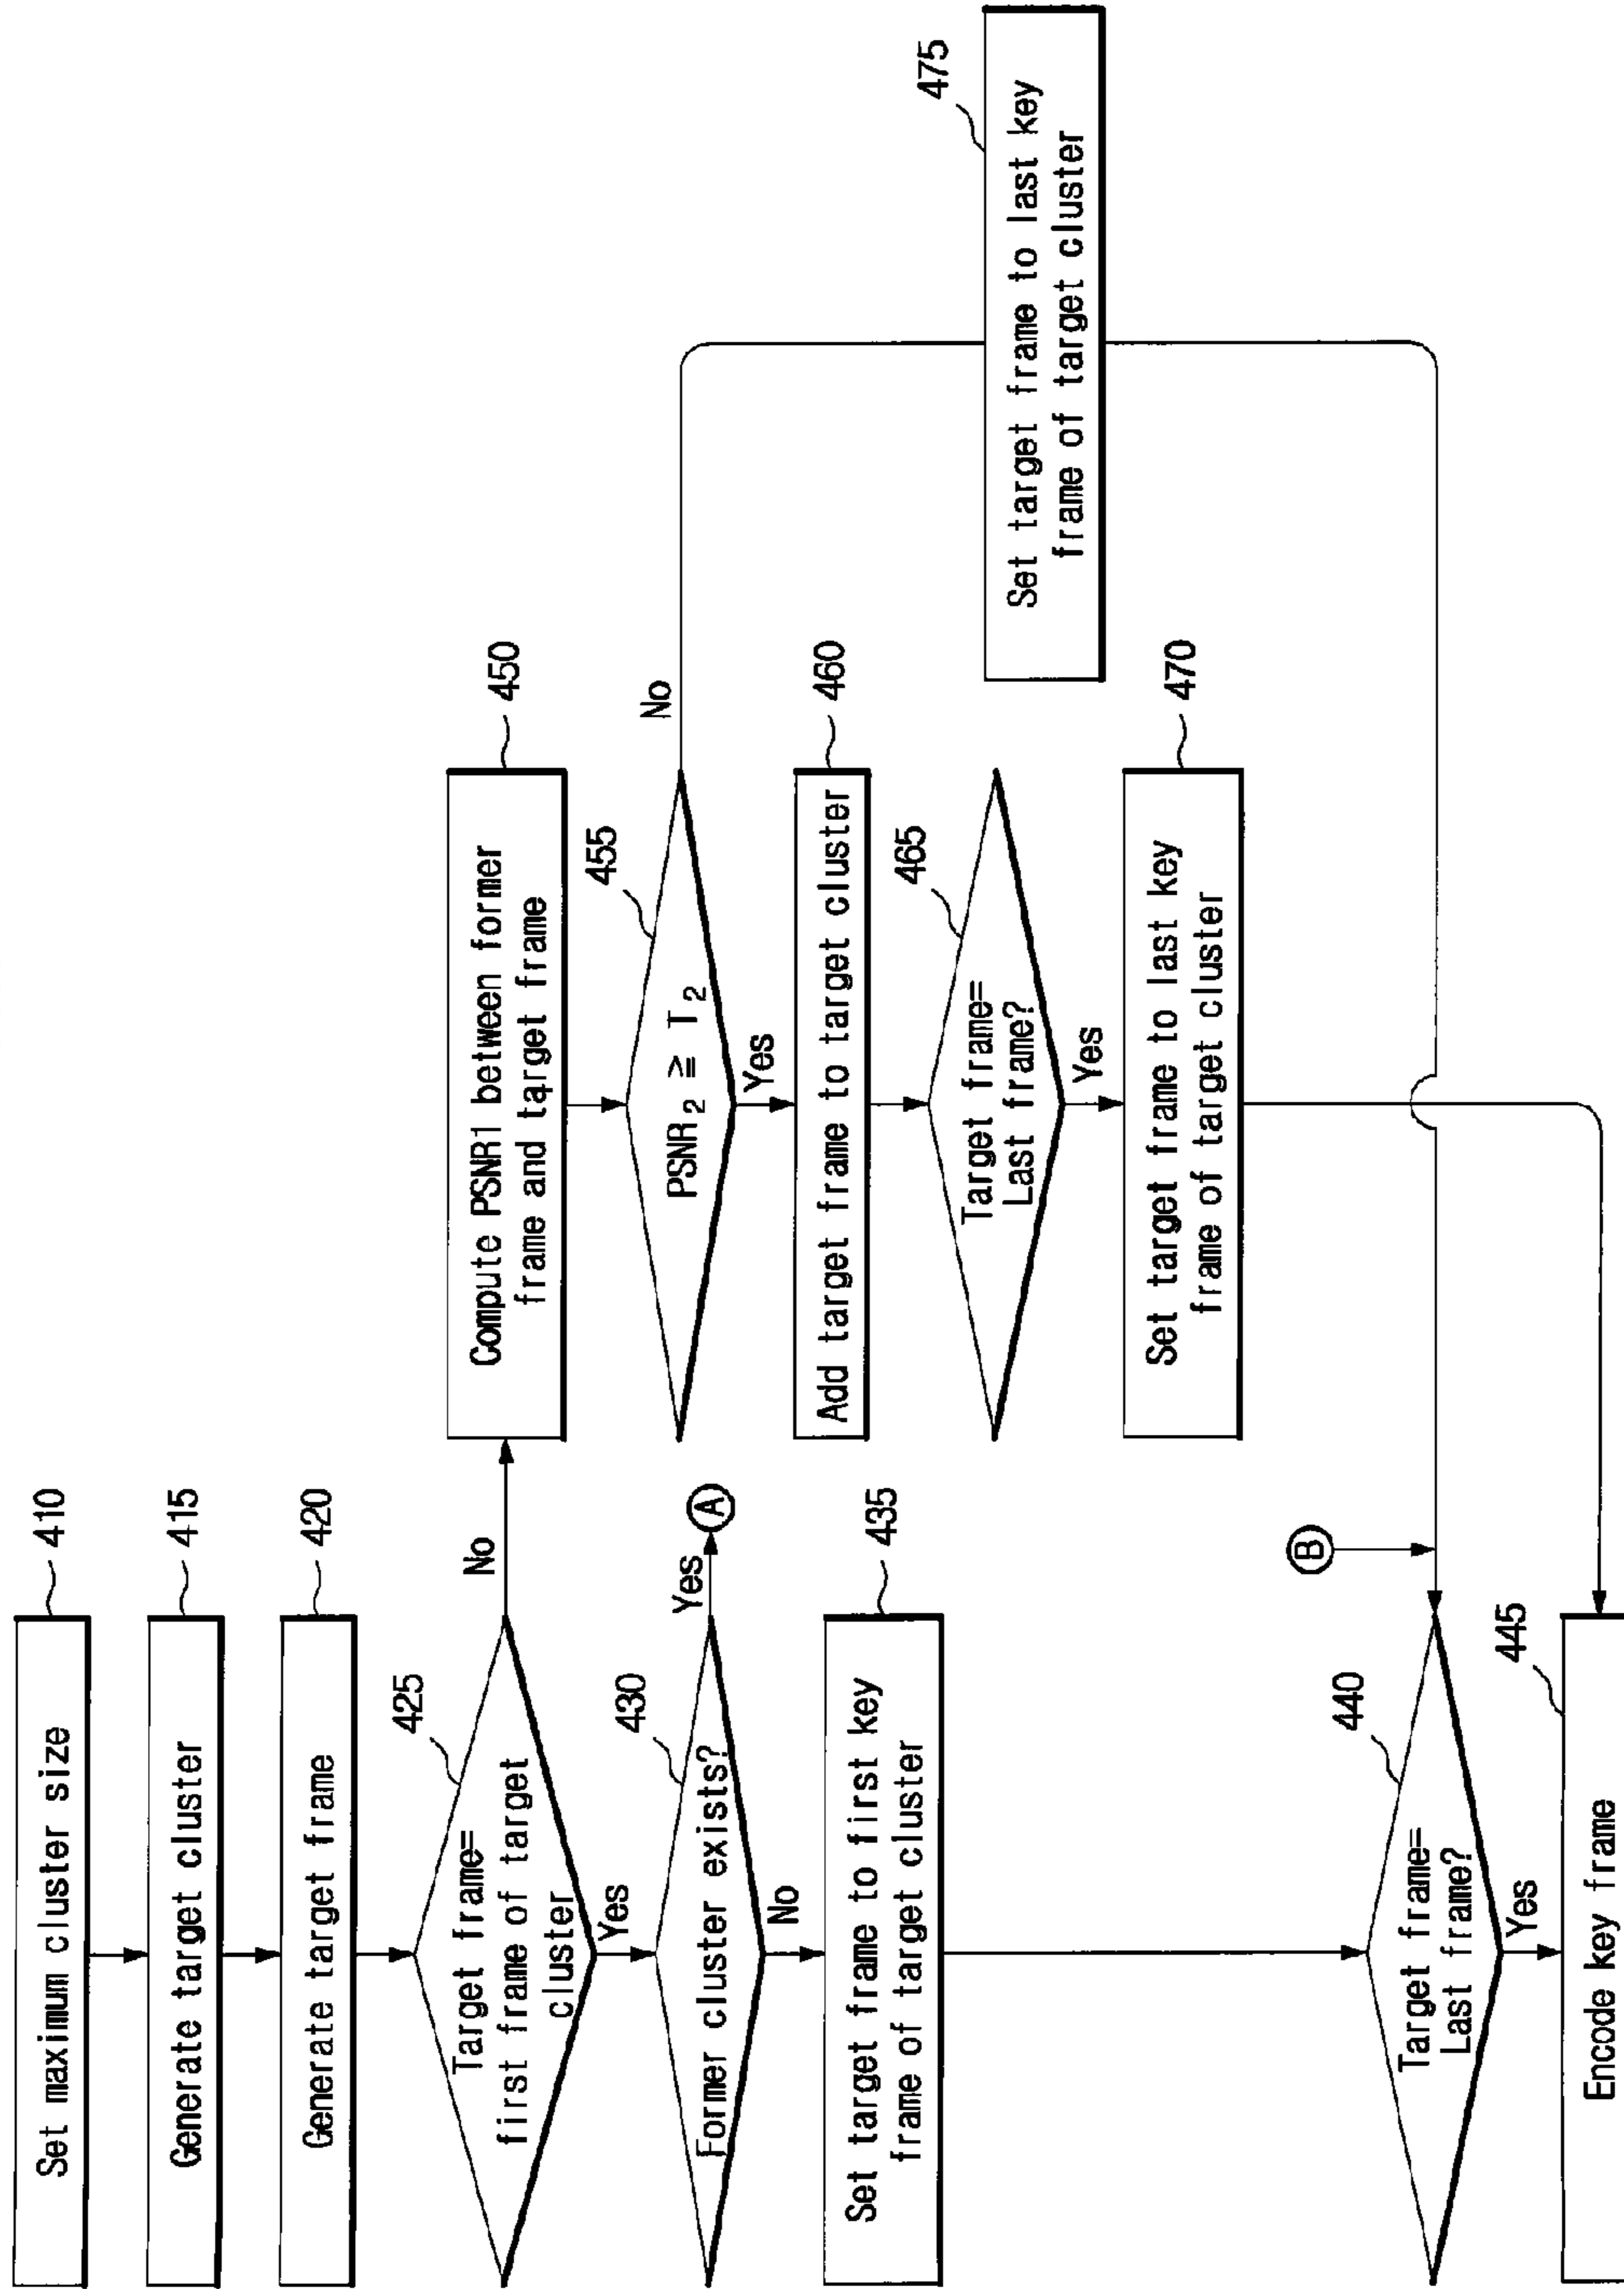 Set maximum cluster size
410
Generate target cluster
415
Generate target frame
420
Target frame=
first frame of target
cluster
425
No
Yes
Former cluster exists?
430
Yes
A
No
Set target frame to first key
frame of target cluster
435
Target frame=
Last frame?
440
B
Yes
Encode key frame
445
Compute PSNR1 between former
frame and target frame
450
PSNR2 ≧ T2
455
No
Yes
Add target frame to target cluster
460
Target frame=
Last frame?
465
Yes
Set target frame to last key
frame of target cluster
470
Set target frame to last key
frame of target cluster
475